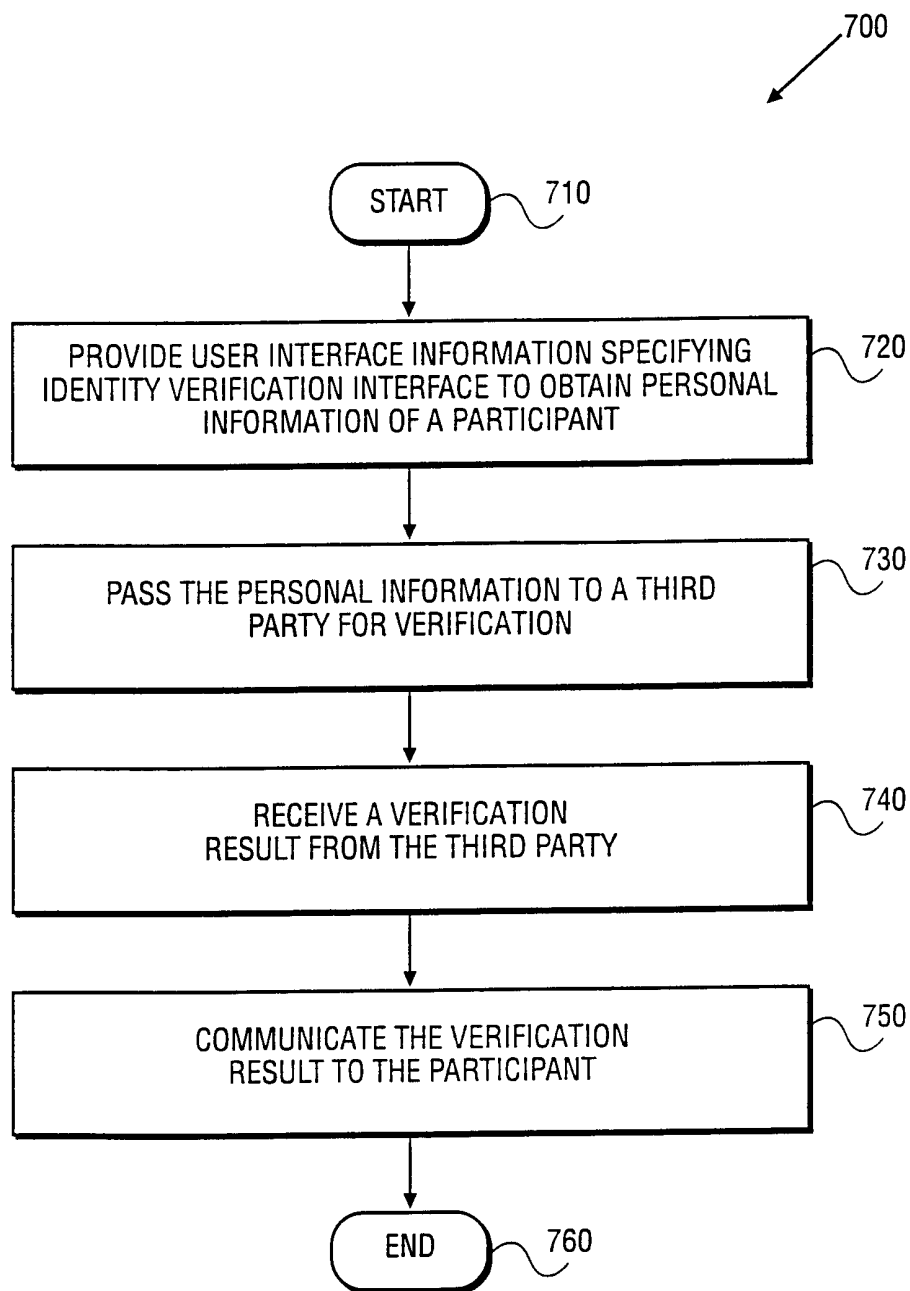 700
START
710
PROVIDE USER INTERFACE INFORMATION SPECIFYING
IDENTITY VERIFICATION INTERFACE TO OBTAIN PERSONAL
INFORMATION OF A PARTICIPANT
720
PASS THE PERSONAL INFORMATION TO A THIRD
PARTY FOR VERIFICATION
730
RECEIVE A VERIFICATION
RESULT FROM THE THIRD PARTY
740
COMMUNICATE THE VERIFICATION
RESULT TO THE PARTICIPANT
750
END
760